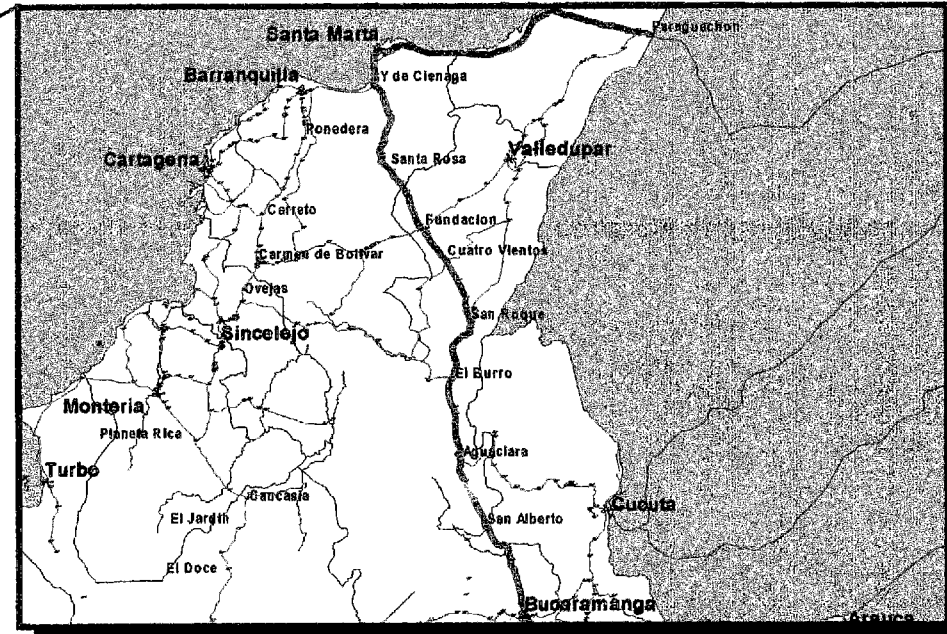 Paraguachon
Santa Marta
Barranquilla
Y de Cienaga
Ponedera
Valledupar
Cartagena
Santa Rosa
Carreto
Fundacion
Cuatro Vientos
Carmen de Bolivar
Ovejas
San Roque
Sincelejo
El Burro
Monteria
Planeta Rica
Aguaclara
Turbo
Caucasia
Cucuta
El Jardin
San Alberto
El Doce
Bucaramanga
Arauca